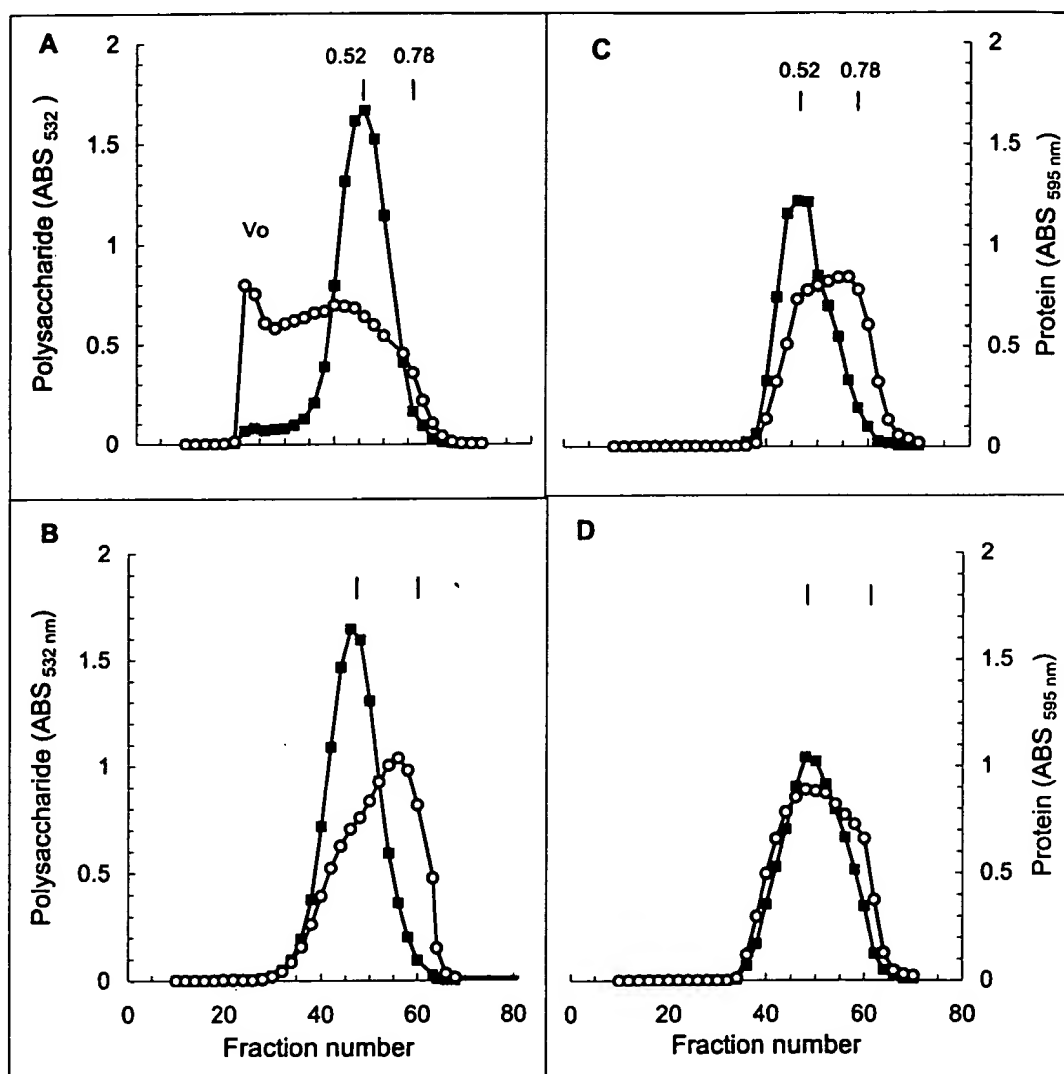 A
0.52 0.78
2
1.5
1
0.5
0
Vo
Polysaccharide (ABS 532)
C
0.52 0.78
2
1.5
1
0.5
0
Protein (ABS 595 nm)
B
2
1.5
1
0.5
0
0 20 40 60 80
Polysaccharide (ABS 532 nm)
Fraction number
D
2
1.5
1
0.5
0
0 20 40 60 80
Protein (ABS 595 nm)
Fraction number